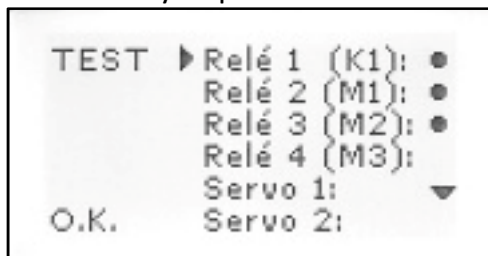 TEST ▶ Relé 1 (K1): ●
Relé 2 (M1): ●
Relé 3 (M2): ●
Relé 4 (M3):
Servo 1: ▼
O.K. Servo 2: